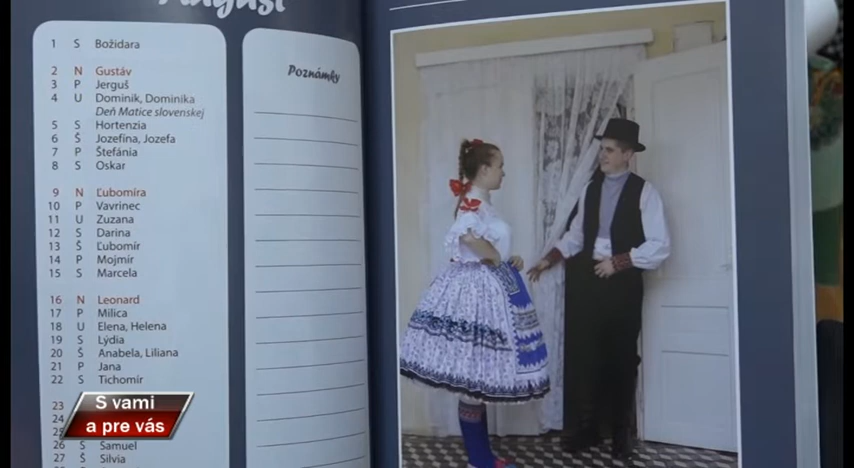 August
1 S Božidara
2 N Gustáv
3 P Jerguš
4 U Dominik, Dominika
Deň Matice slovenskej
5 S Hortenzia
6 Š Jozefína, Jozefa
7 P Štefánia
8 S Oskar
9 N Ľubomíra
10 P Vavrinec
11 U Zuzana
12 S Darina
13 Š Ľubomír
14 P Mojmír
15 S Marcela
16 N Leonard
17 P Milica
18 U Elena, Helena
19 S Lýdia
20 Š Anabela, Liliana
21 P Jana
22 S Tichomír
23
24
25
26 S Samuel
27 Š Silvia
Poznámky
S vami
a pre vás